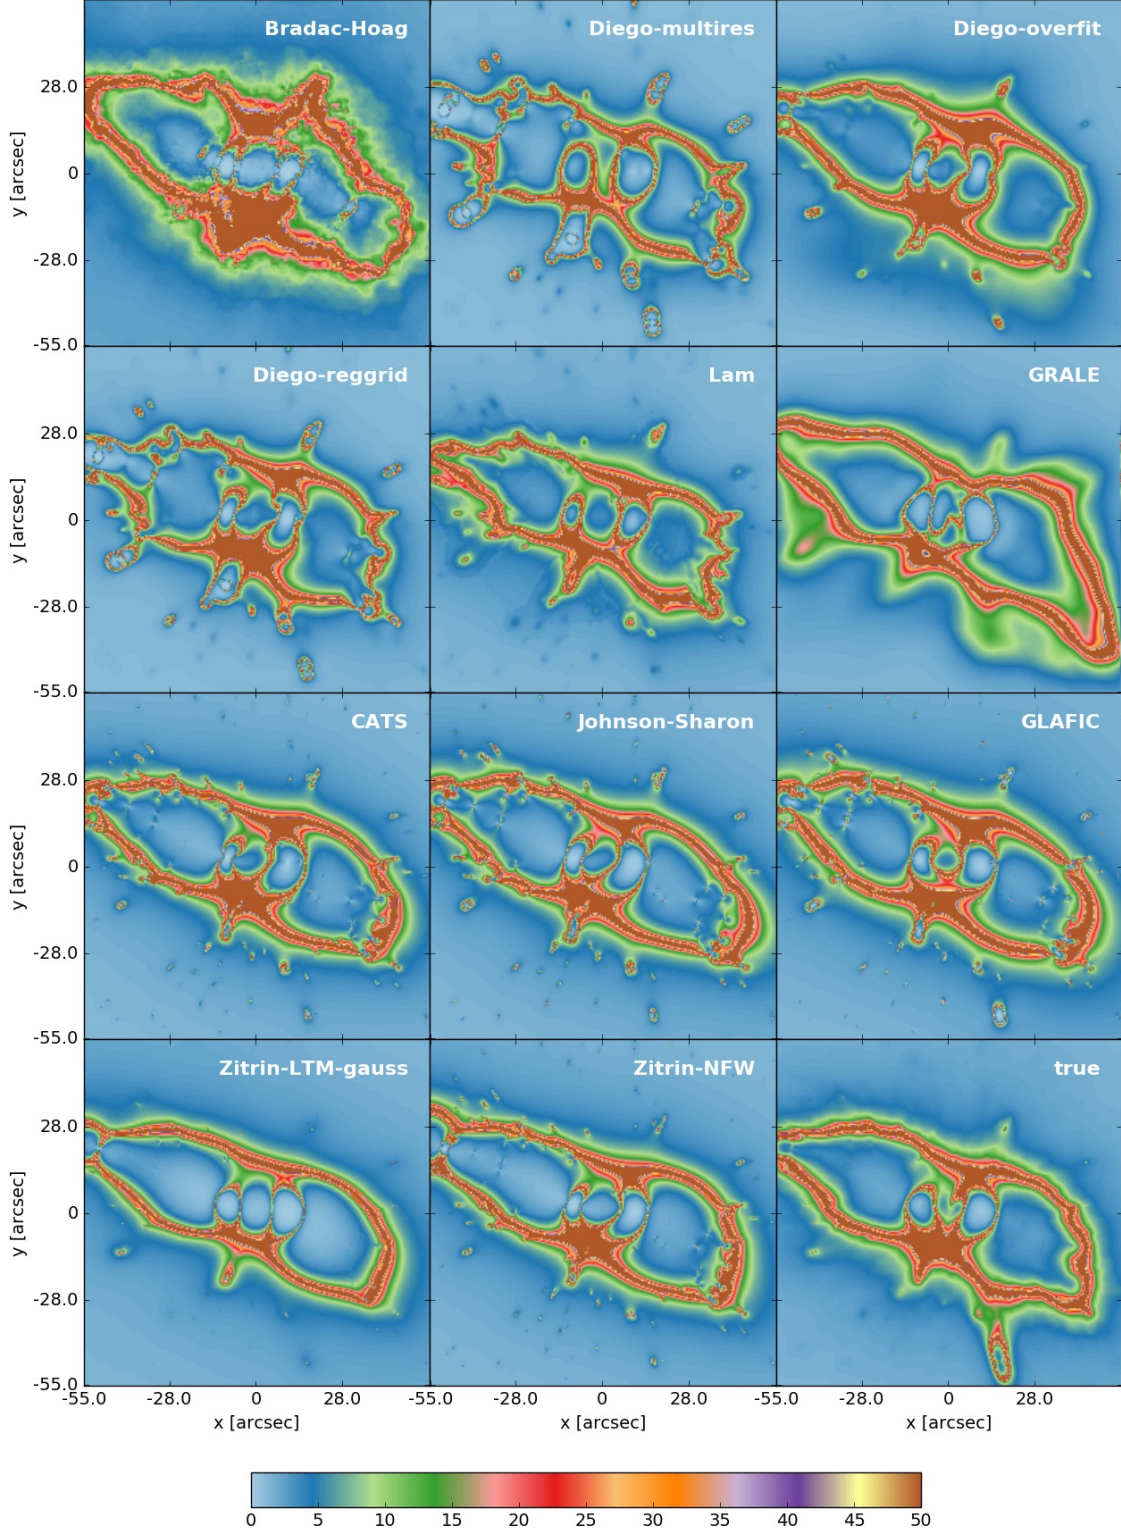 Bradac-Hoag Diego-multires Diego-overfit
28.0
0
-28.0
-55.0
y [arcsec]
Diego-reggrid Lam GRALE
28.0
0
-28.0
-55.0
y [arcsec]
CATS Johnson-Sharon GLAFIC
28.0
0
-28.0
-55.0
y [arcsec]
Zitrin-LTM-gauss Zitrin-NFW true
28.0
0
-28.0
-55.0
y [arcsec]
-55.0 -28.0 0 28.0 -55.0 -28.0 0 28.0 -55.0 -28.0 0 28.0
x [arcsec] x [arcsec] x [arcsec]
0 5 10 15 20 25 30 35 40 45 50